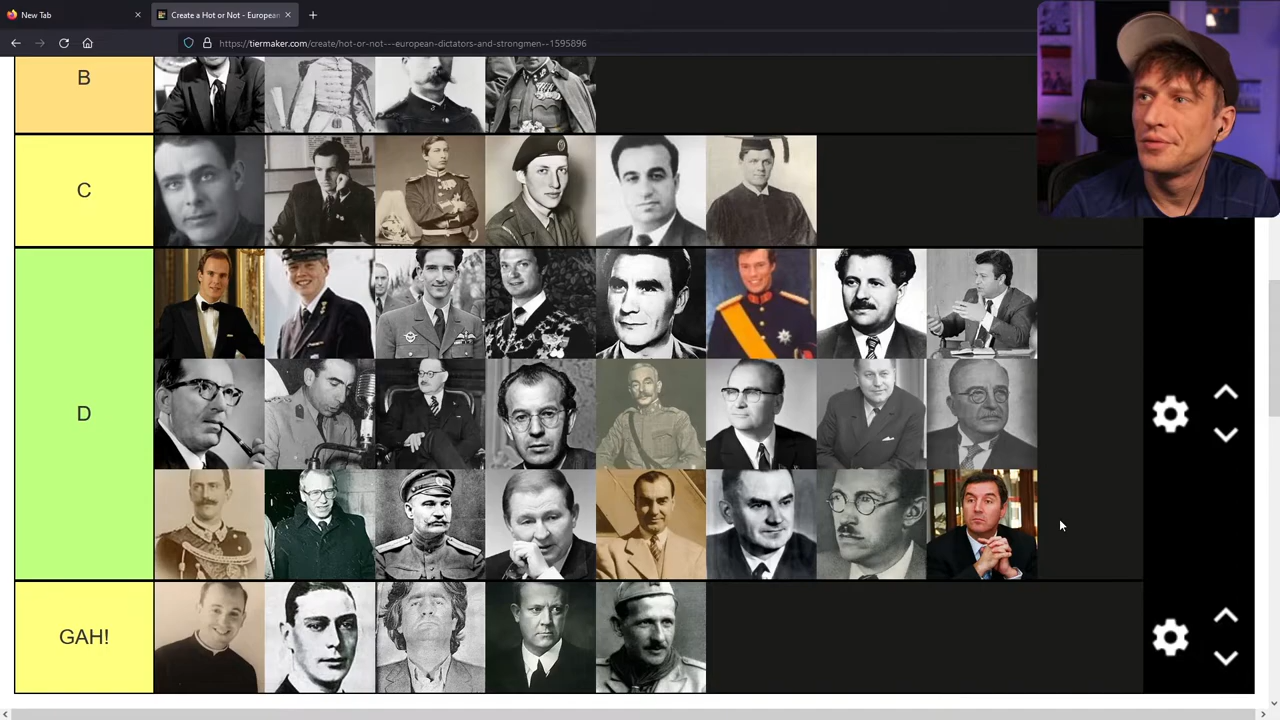 New Tab
Create a Hot or Not - European
https://tiermaker.com/create/hot-or-not---european-dictators-and-strongmen--1595896
B
C
D
GAH!